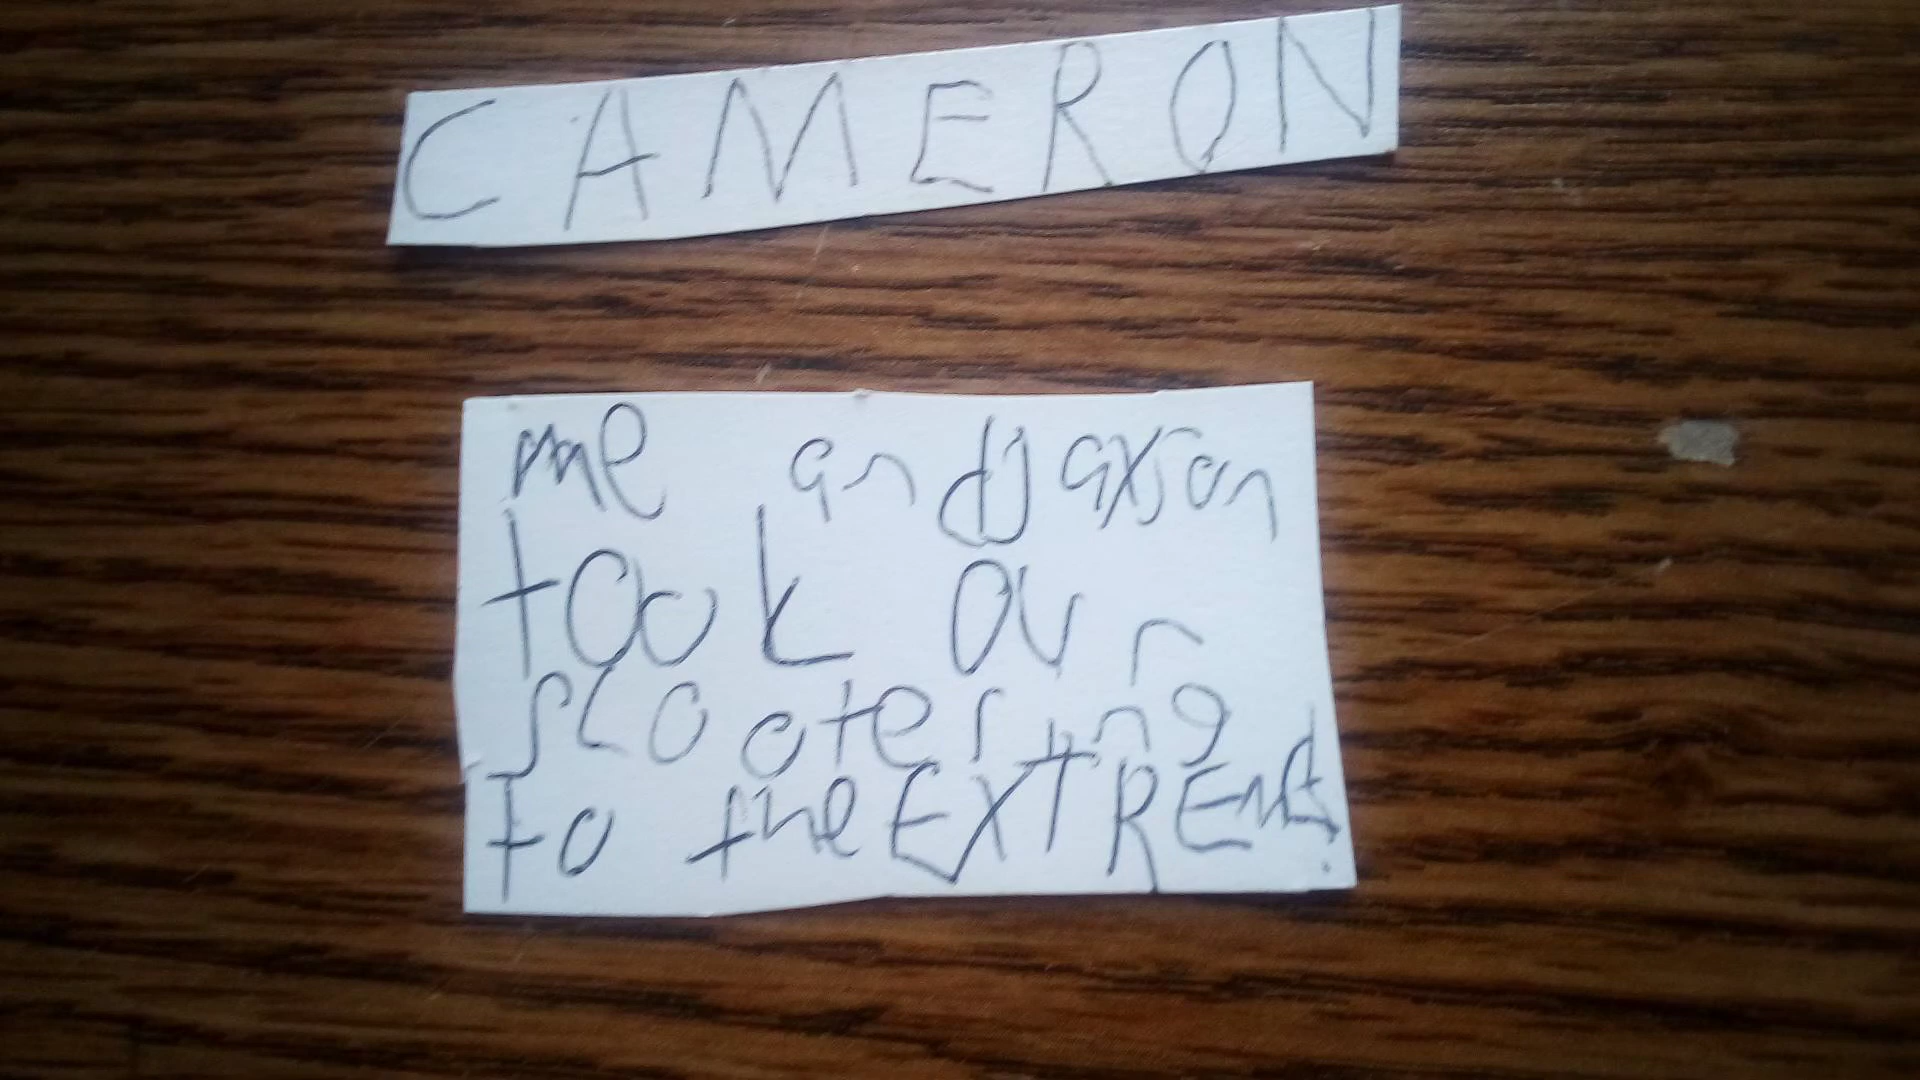 CAMERON
me and Jaxson
took our
scootering
to the EXTREME!